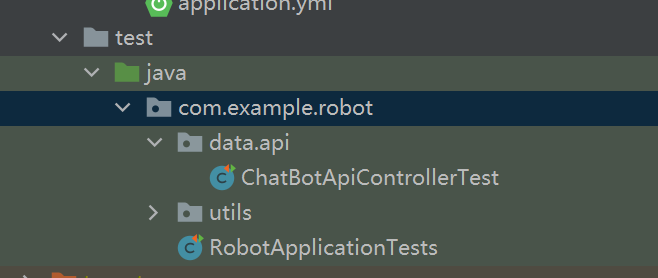 application.yml
test
java
com.example.robot
data.api
ChatBotApiControllerTest
utils
RobotApplicationTests